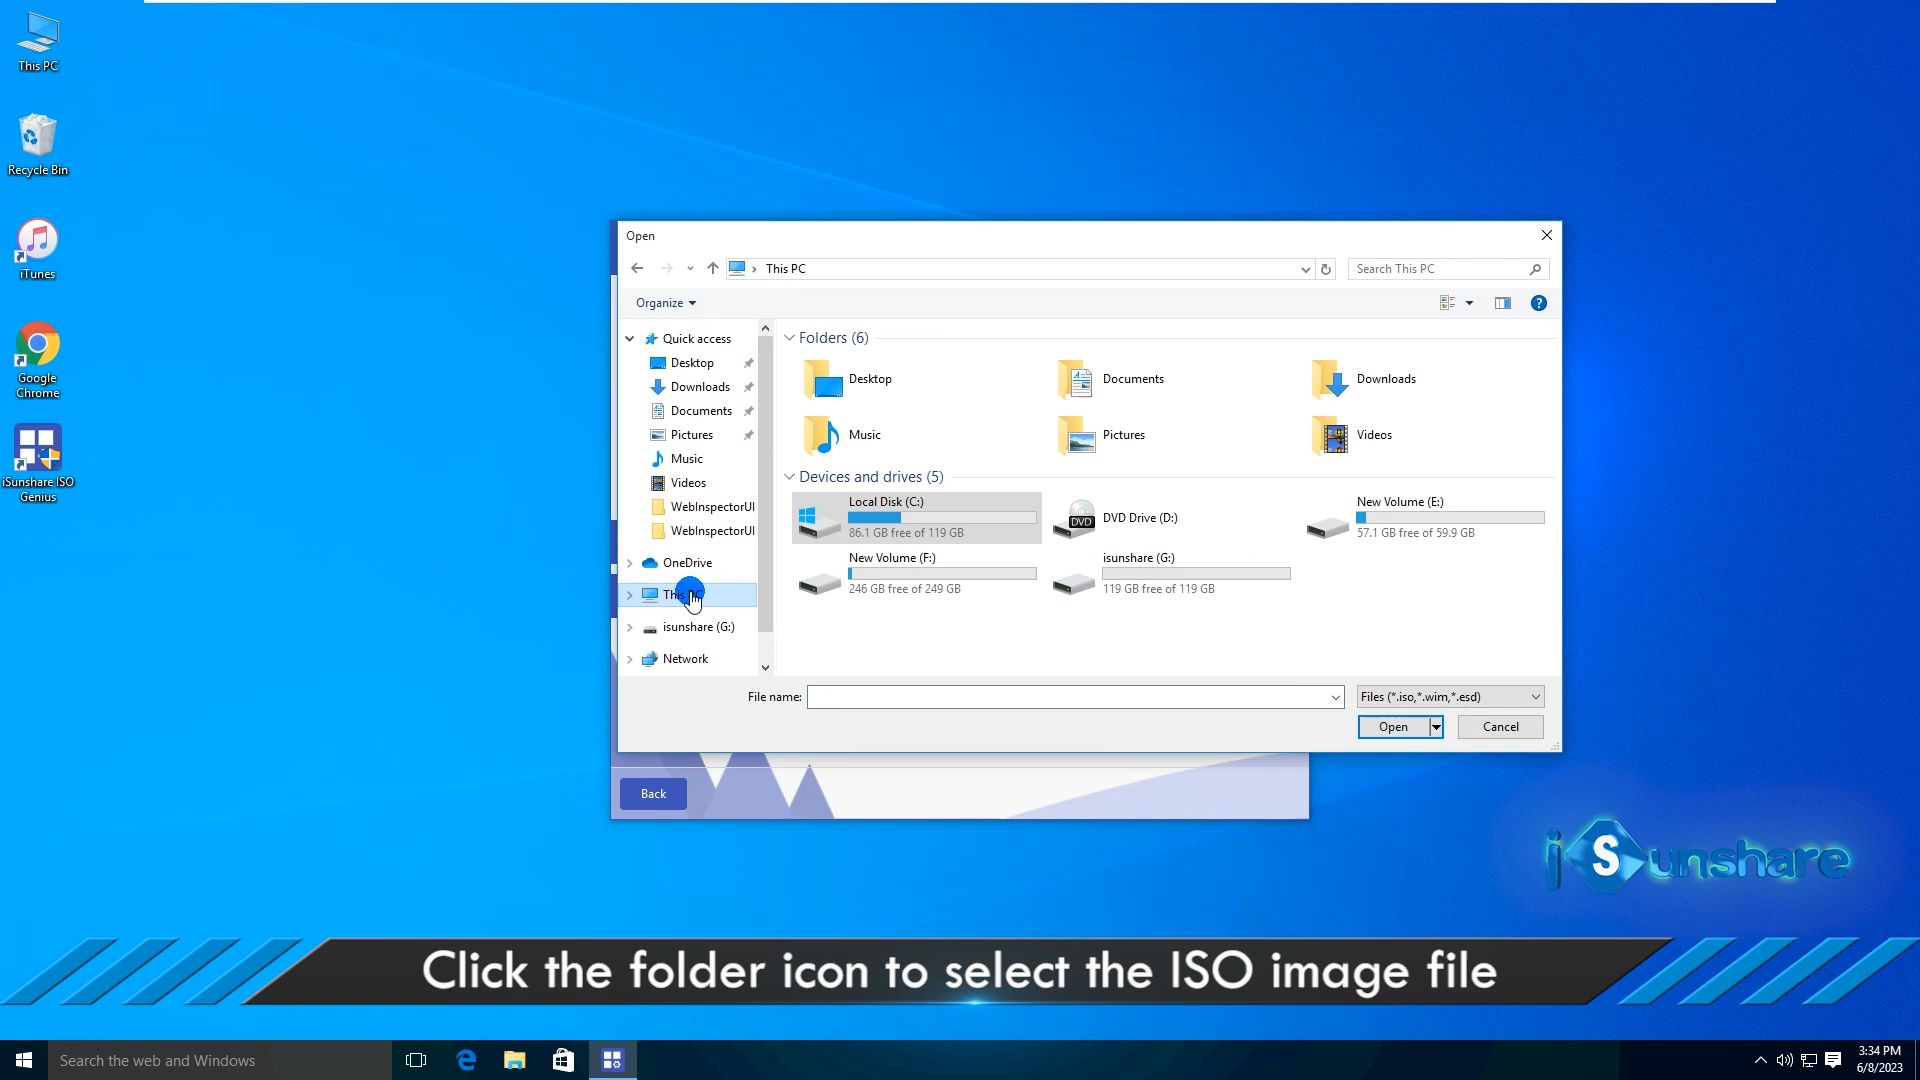 This PC
Recycle Bin
iTunes
Google
Chrome
iSunshare ISO
Genius
Open
This PC
Search This PC
Organize
?
Quick access
Desktop
Downloads
Documents
Pictures
Music
Videos
WebInspectorUI
WebInspectorUI
OneDrive
This PC
isunshare (G:)
Network
Folders (6)
Desktop
Documents
Downloads
Music
Pictures
Videos
Devices and drives (5)
Local Disk (C:)
86.1 GB free of 119 GB
DVD
DVD Drive (D:)
New Volume (E:)
57.1 GB free of 59.9 GB
New Volume (F:)
246 GB free of 249 GB
isunshare (G:)
119 GB free of 119 GB
File name:
Files (*.iso,*.wim,*.esd)
Open
Cancel
Back
iSunshare
Click the folder icon to select the ISO image file
Search the web and Windows
3:34 PM
6/8/2023